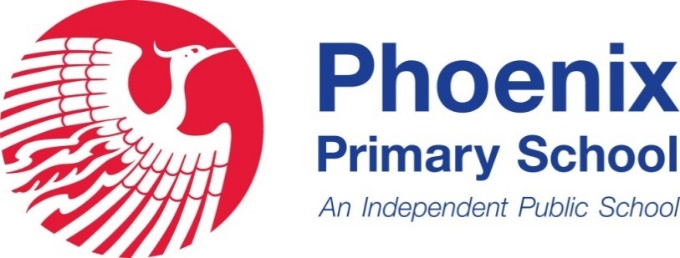 Phoenix
Primary School
An Independent Public School